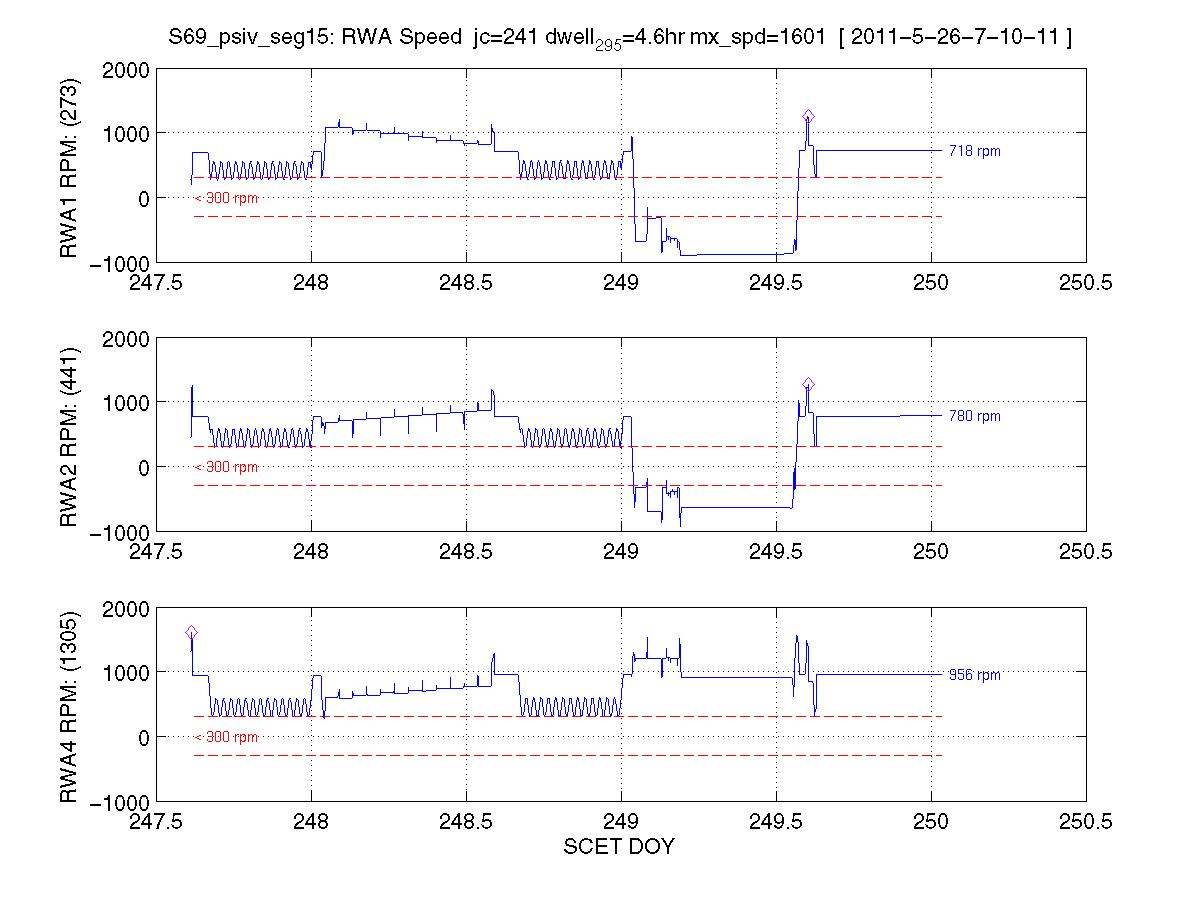 S69_psiv_seg15: RWA Speed jc=241 dwell295=4.6hr mx_spd=1601 [ 2011−5−26−7−10−11 ]
RWA1 RPM: (273)
2000
1000
0
−1000
< 300 rpm
718 rpm
247.5 248 248.5 249 249.5 250 250.5
RWA2 RPM: (441)
2000
1000
0
−1000
< 300 rpm
780 rpm
247.5 248 248.5 249 249.5 250 250.5
RWA4 RPM: (1305)
2000
1000
0
−1000
< 300 rpm
956 rpm
247.5 248 248.5 249 249.5 250 250.5
SCET DOY